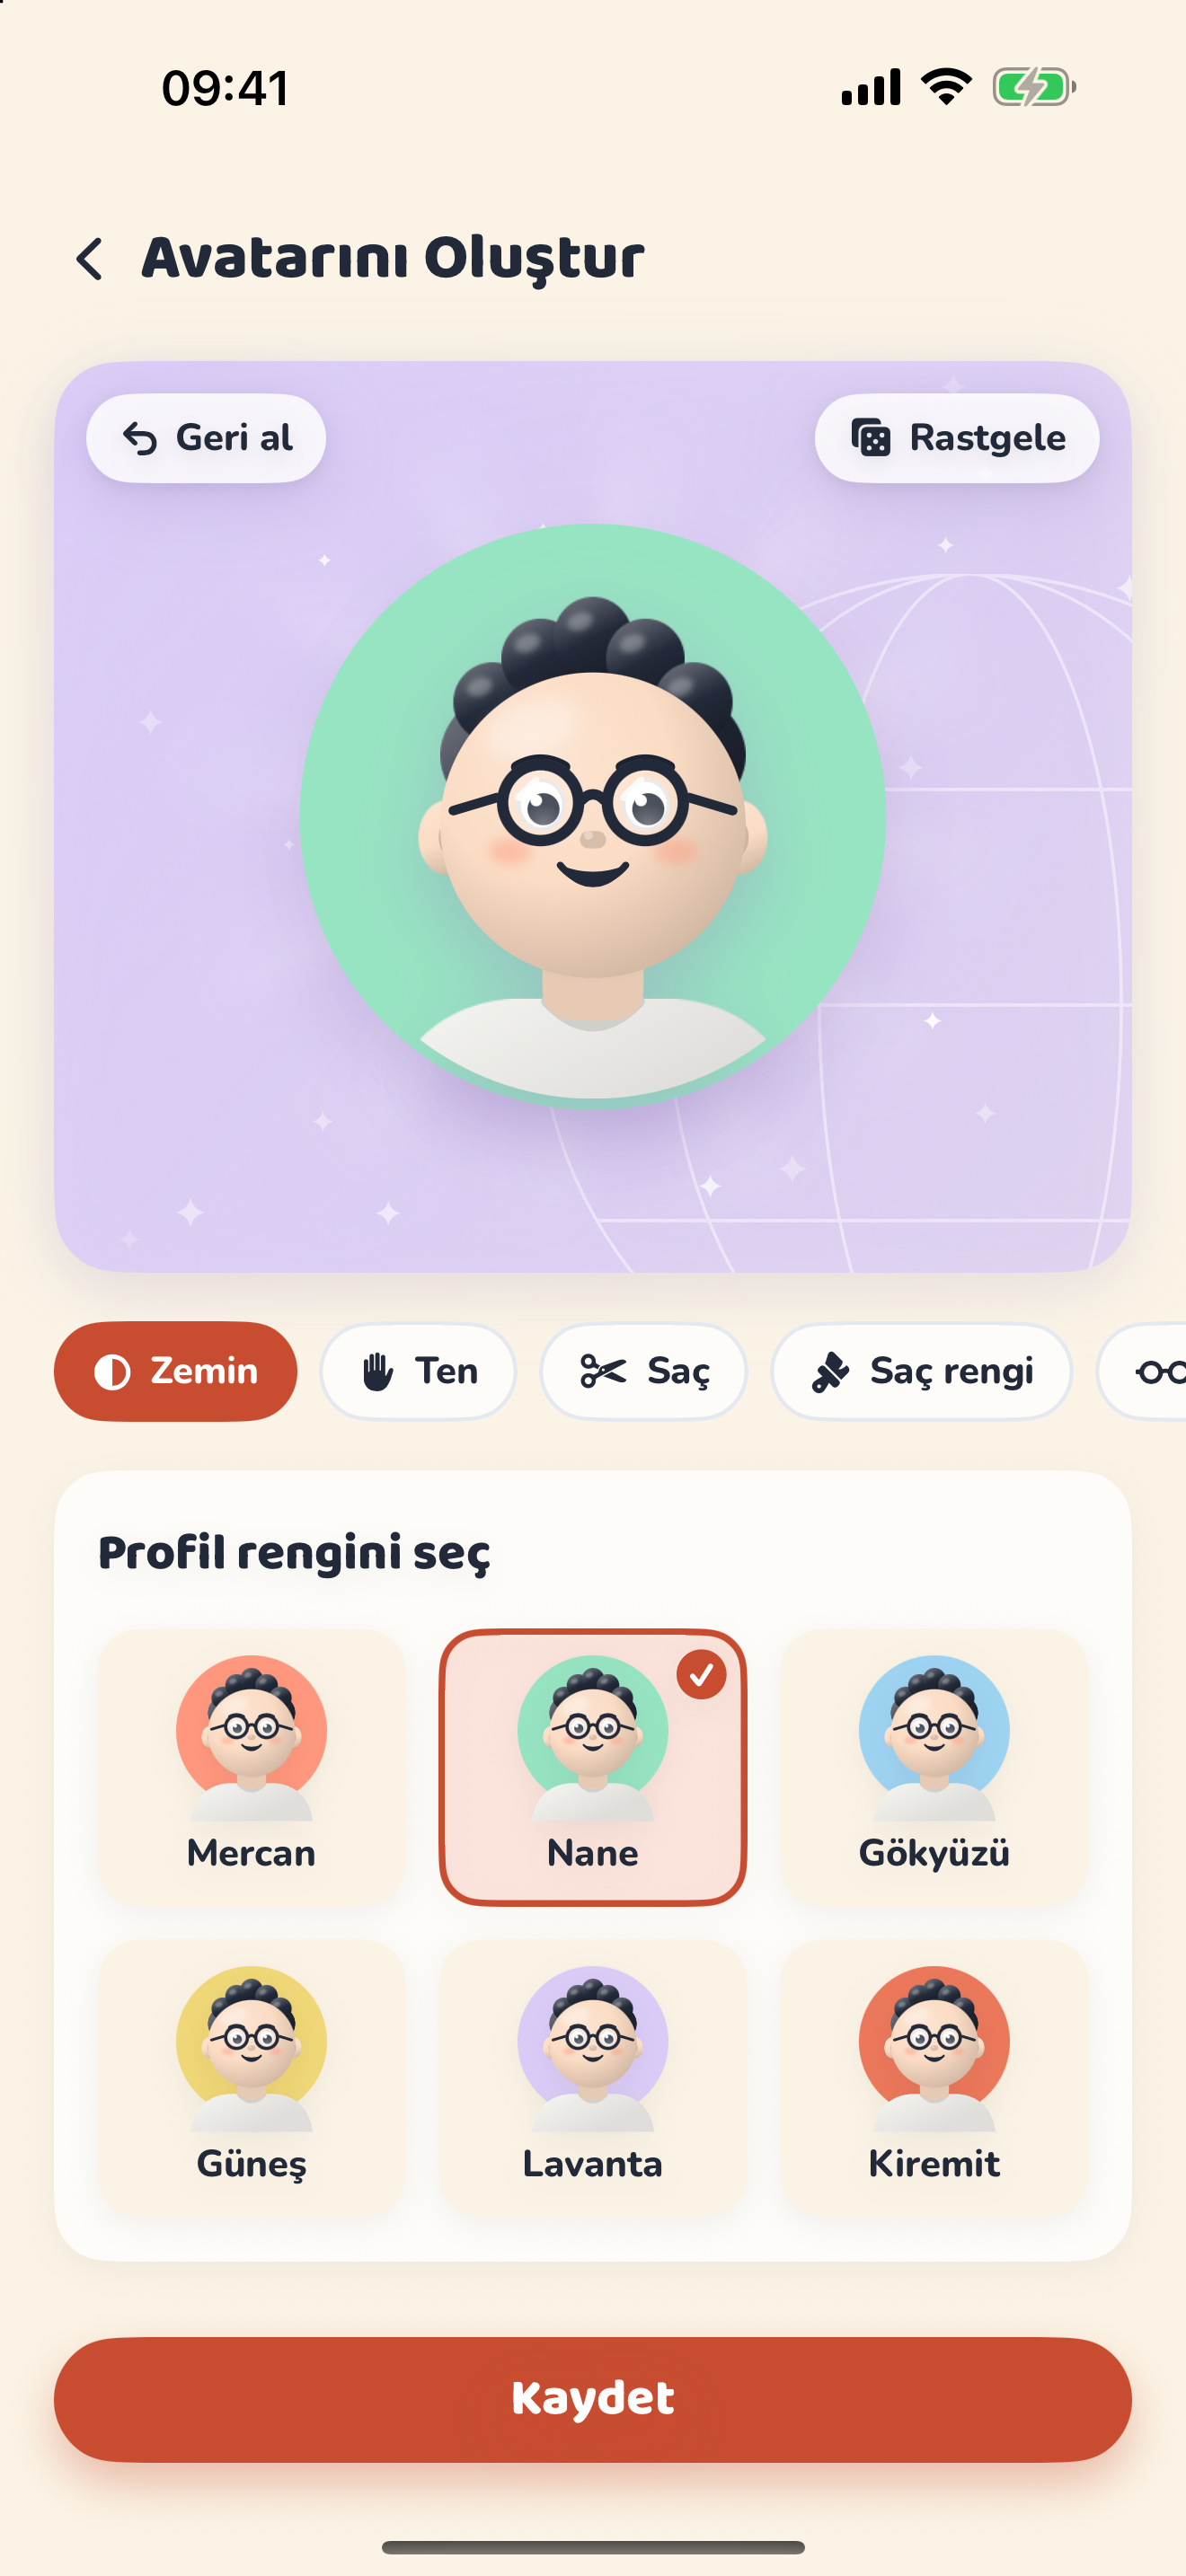 09:41
Avatarını Oluştur
Geri al
Rastgele
Zemin
Ten
Saç
Saç rengi
Profil rengini seç
Mercan
Nane
Gökyüzü
Güneş
Lavanta
Kiremit
Kaydet